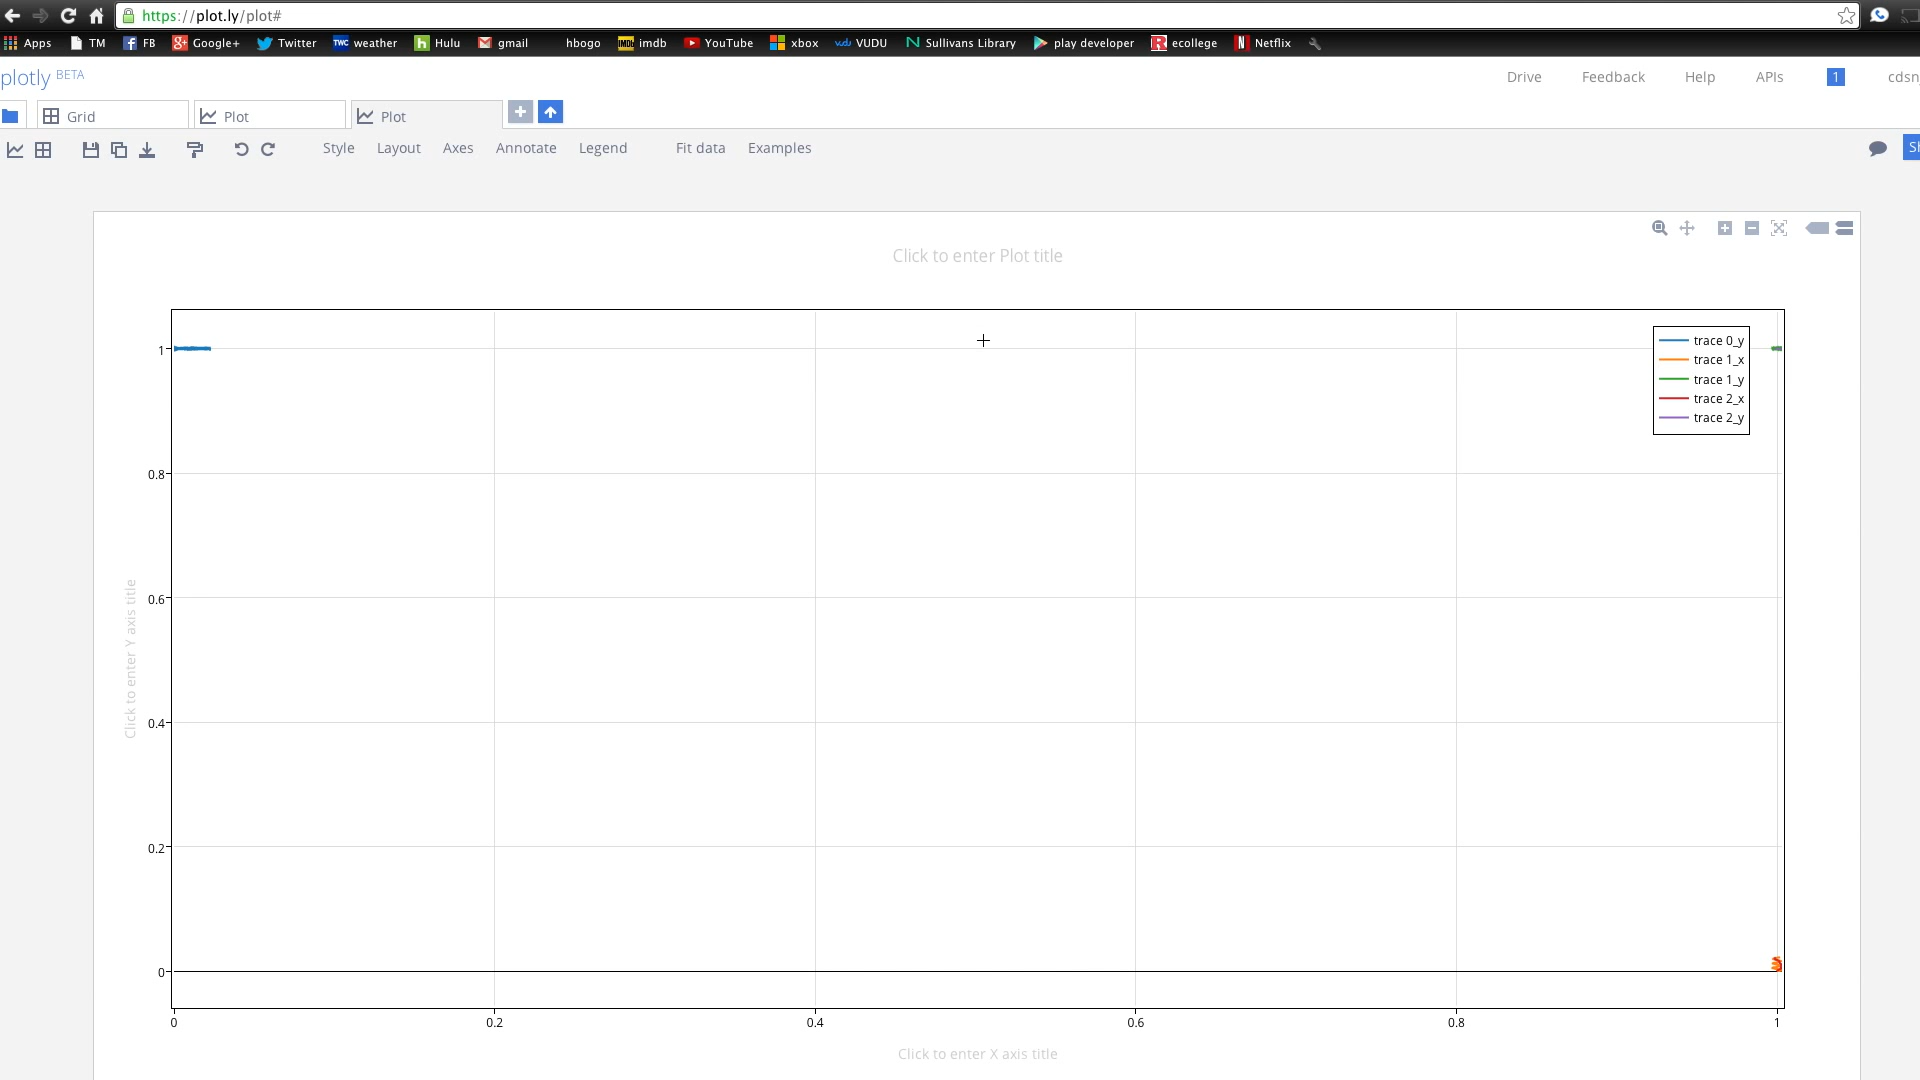 https://plot.ly/plot#
Apps TM FB Google+ Twitter TWC weather h Hulu gmail hbogo IMDb imdb YouTube xbox VUDU N Sullivans Library play developer R ecollege N Netflix
plotly BETA Drive Feedback Help APIs 1 cdsn
Grid Plot Plot
Style Layout Axes Annotate Legend Fit data Examples Sh
Click to enter Plot title
trace 0_y
trace 1_x
trace 1_y
trace 2_x
trace 2_y
1
0.8
0.6
0.4
0.2
0
Click to enter Y axis title
0 0.2 0.4 0.6 0.8 1
Click to enter X axis title